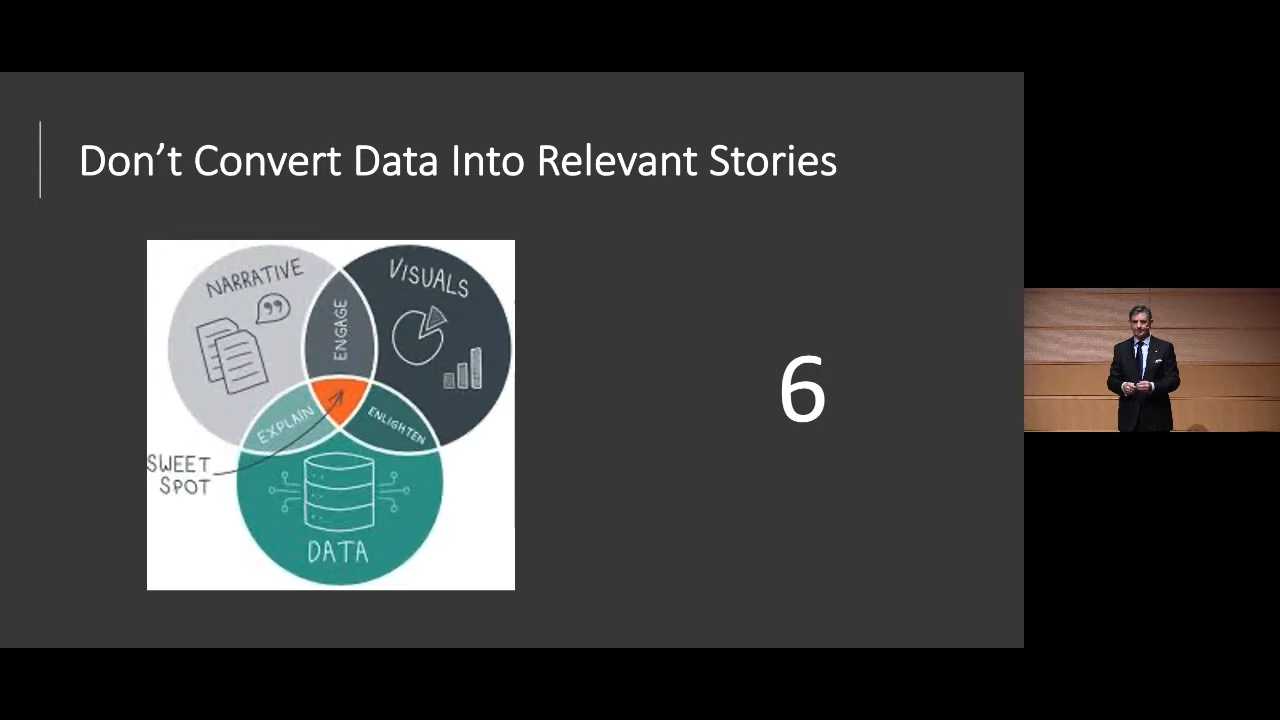 Don’t Convert Data Into Relevant Stories
NARRATIVE
VISUALS
ENGAGE
EXPLAIN
ENLIGHTEN
SWEET
SPOT
DATA
6